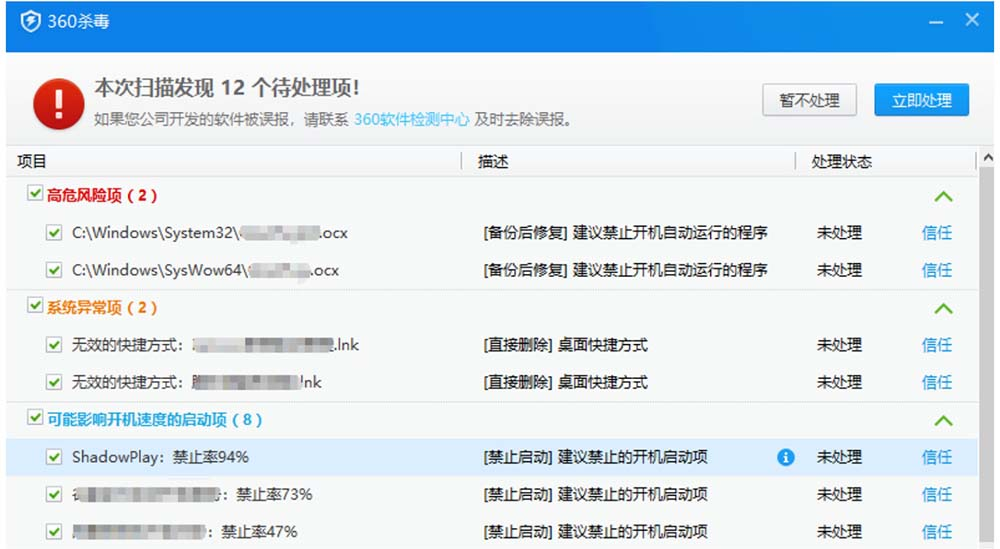 360杀毒
本次扫描发现 12 个待处理项!
如果您公司开发的软件被误报，请联系 360软件检测中心 及时去除误报。
暂不处理 立即处理
项目 描述 处理状态
高危风险项（2）
C:\Windows\System32\ .ocx [备份后修复] 建议禁止开机自动运行的程序 未处理 信任
C:\Windows\SysWow64\ .ocx [备份后修复] 建议禁止开机自动运行的程序 未处理 信任
系统异常项（2）
无效的快捷方式： .lnk [直接删除] 桌面快捷方式 未处理 信任
无效的快捷方式： [直接删除] 桌面快捷方式 未处理 信任
可能影响开机速度的启动项（8）
ShadowPlay：禁止率94% [禁止启动] 建议禁止的开机启动项 未处理 信任
：禁止率73% [禁止启动] 建议禁止的开机启动项 未处理 信任
：禁止率47% [禁止启动] 建议禁止的开机启动项 未处理 信任